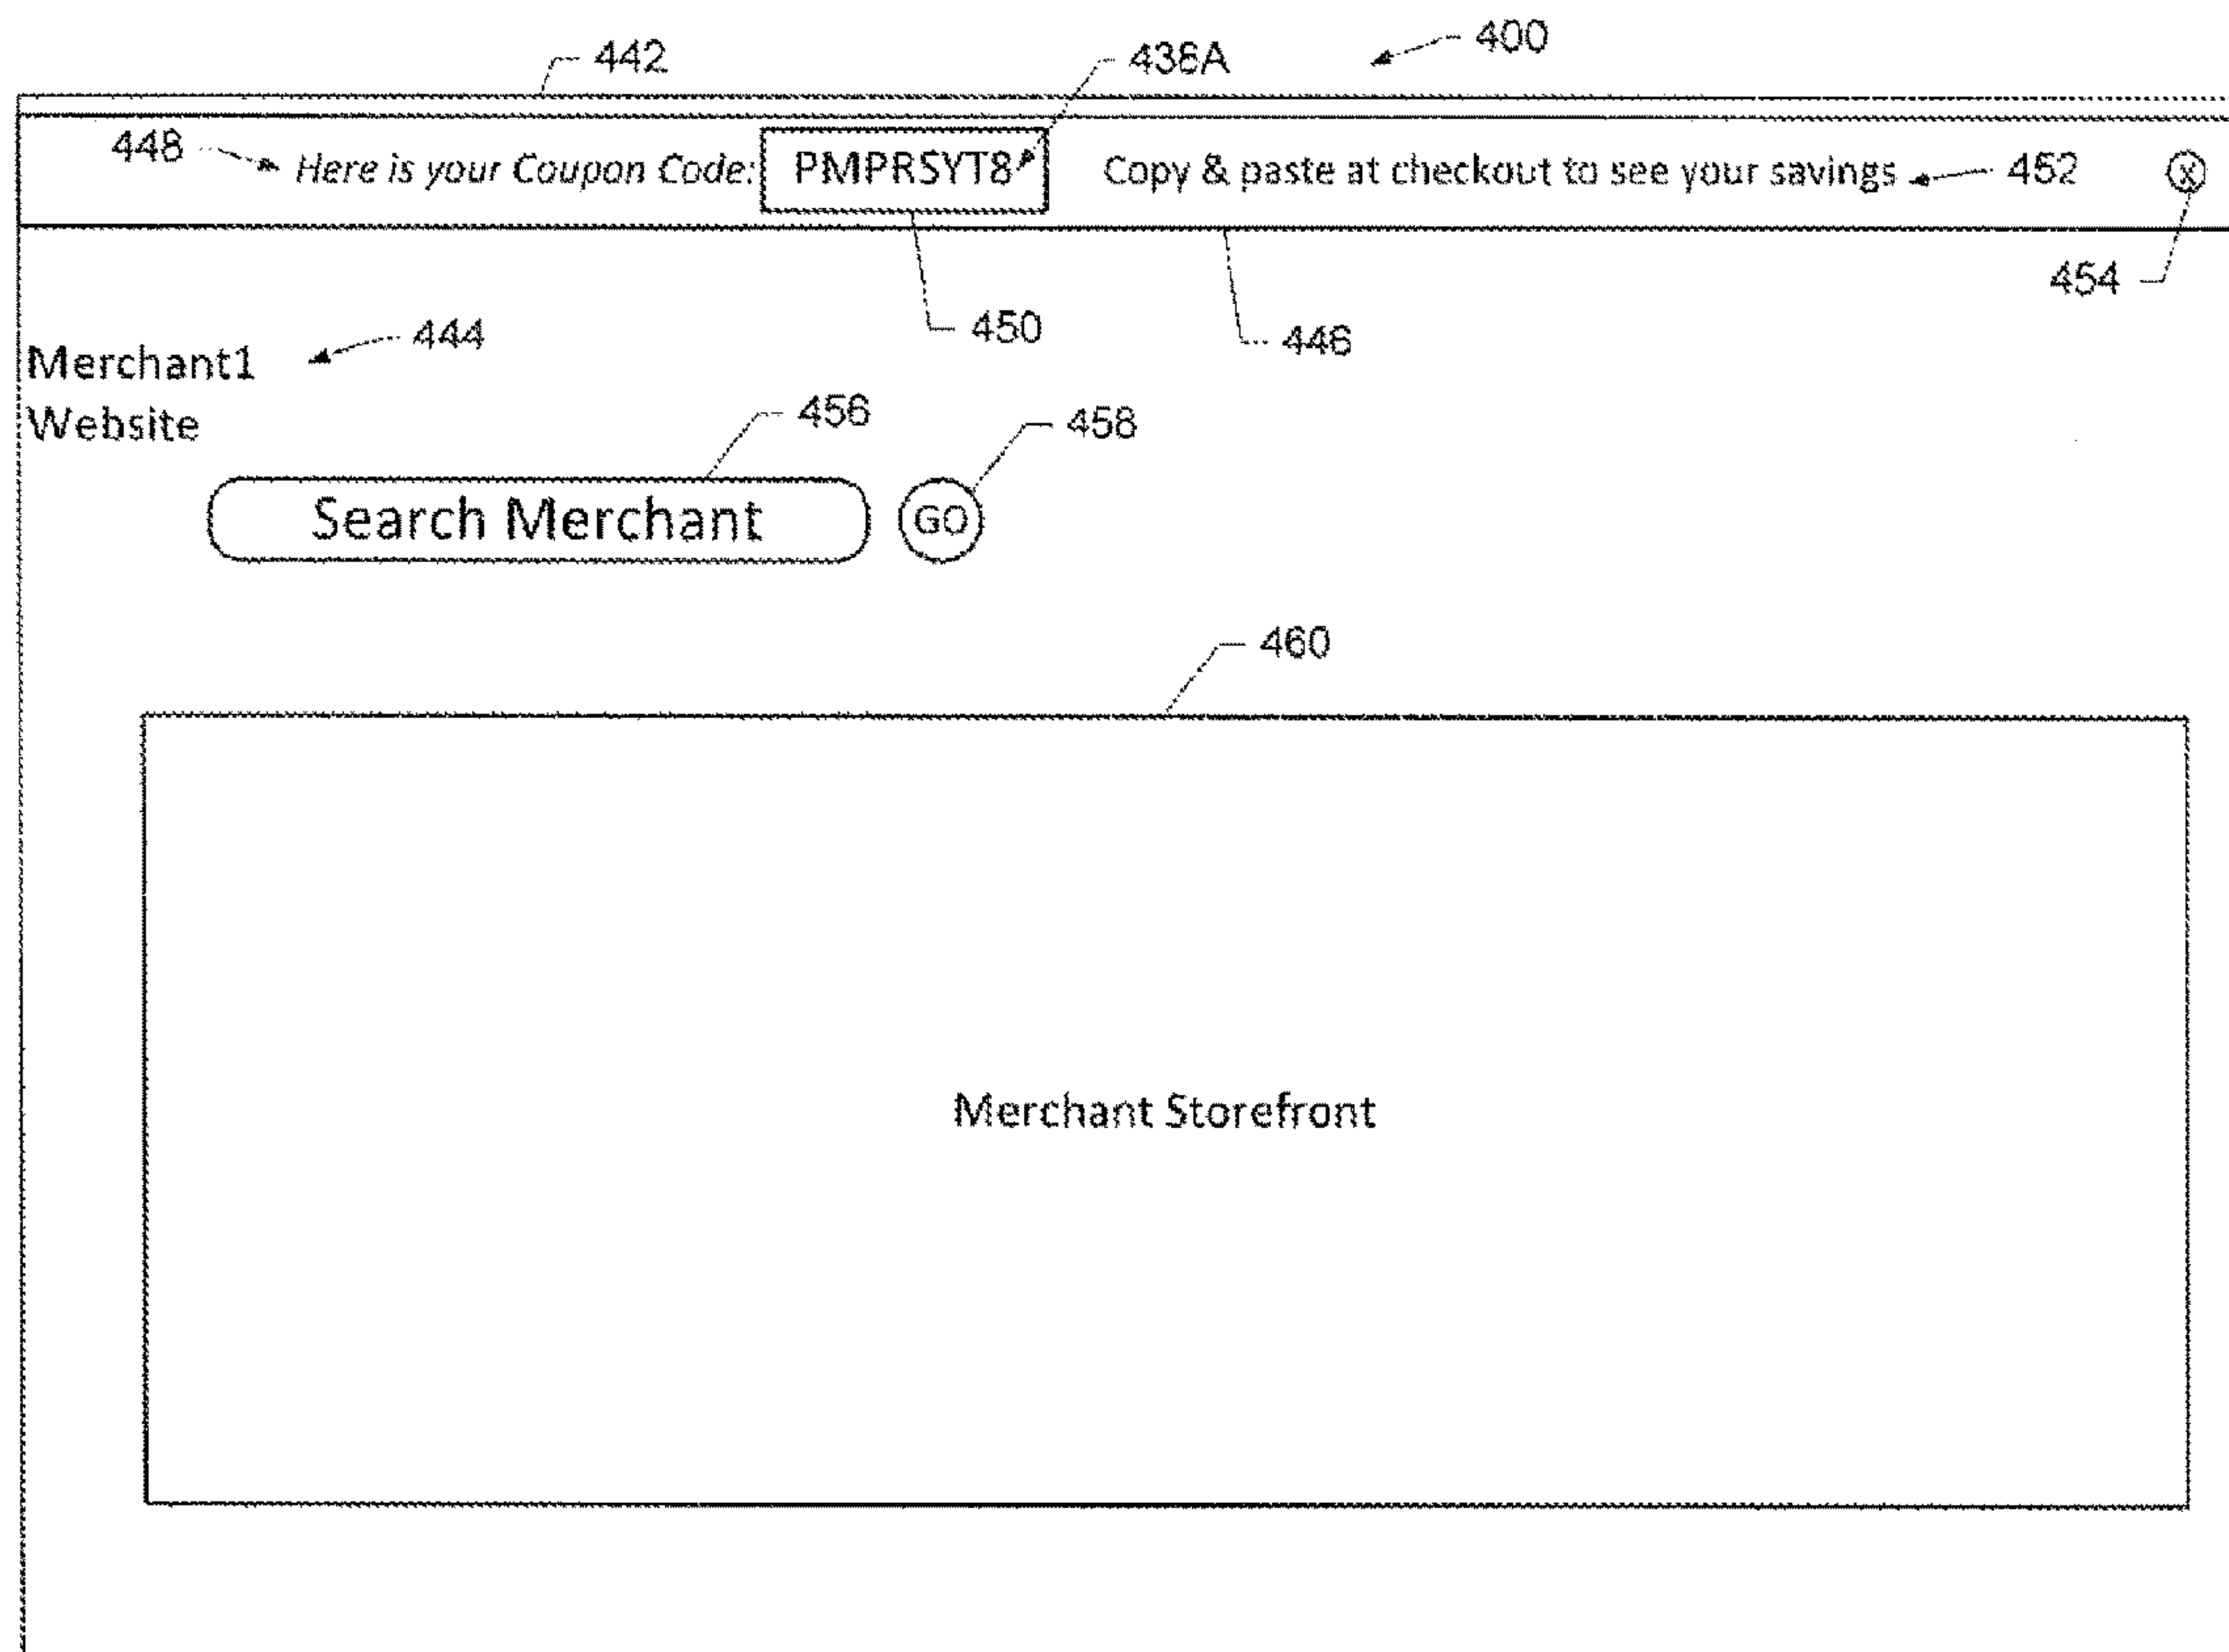 442 438A 400
448 Here is your Coupon Code: PMPRSYT8 Copy & paste at checkout to see your savings 452 x
454
450 446
444
Merchant1
Website
456 458
Search Merchant GO
460
Merchant Storefront